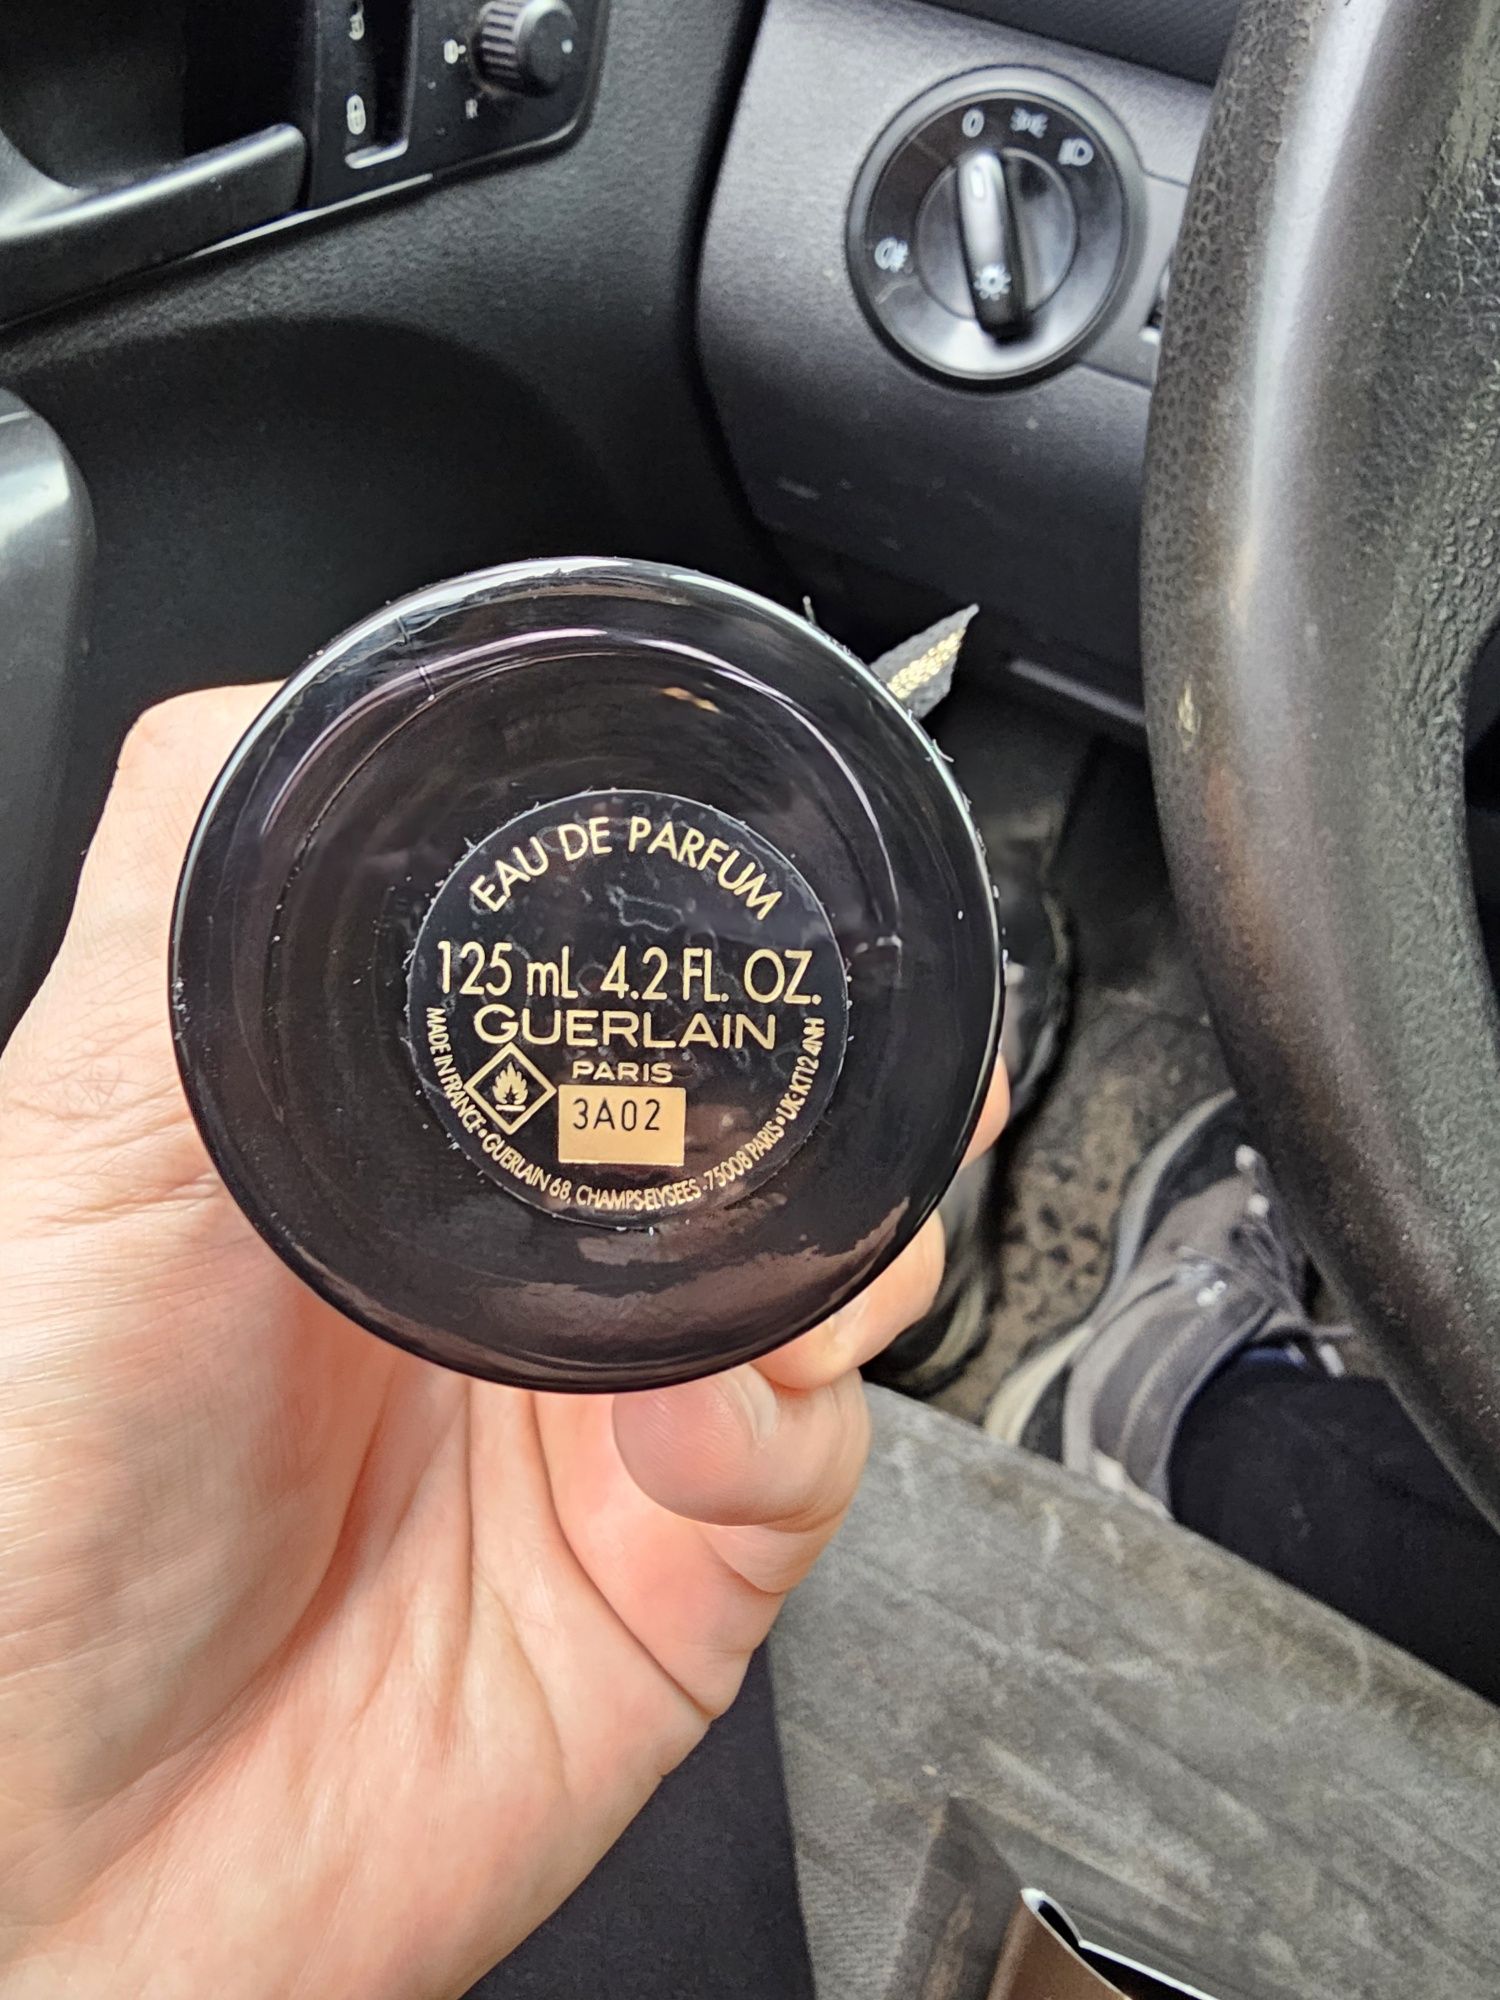 EAU DE PARFUM
125 mL 4.2 FL. OZ.
GUERLAIN
PARIS
3A02
MADE IN FRANCE • GUERLAIN 68, CHAMPS-ELYSEES - 75008 PARIS • UK: KT12 4NH
0
R